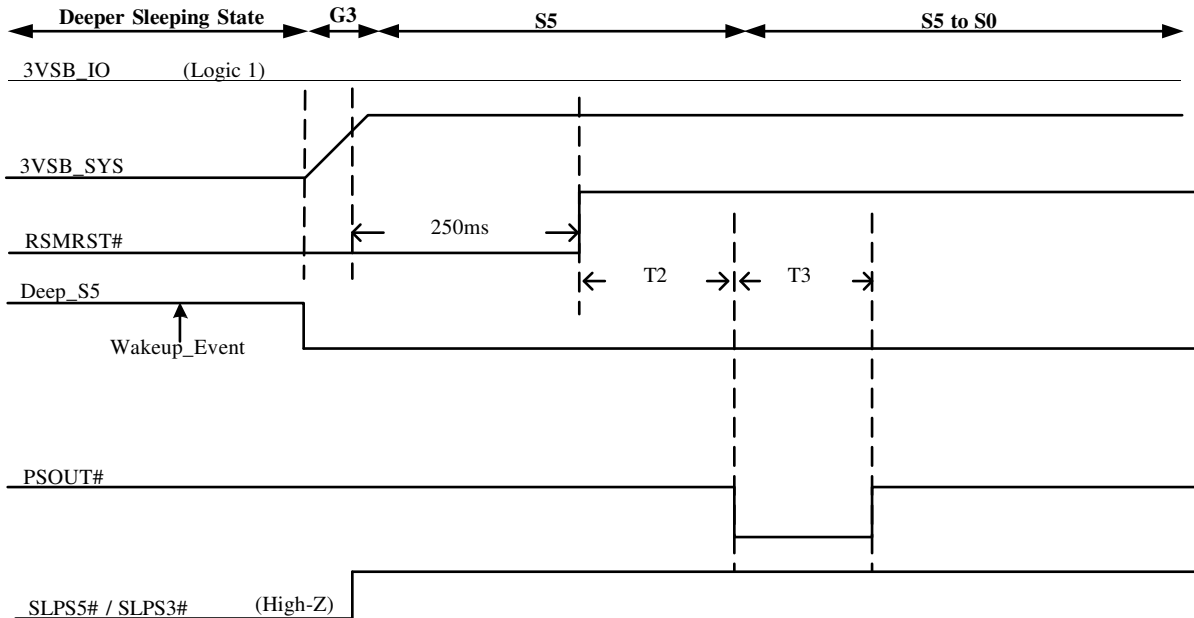 Deeper Sleeping State G3 S5 S5 to S0
3VSB_IO (Logic 1)
3VSB_SYS
250ms
RSMRST#
T2 T3
Deep_S5
Wakeup_Event
PSOUT#
SLPS5# / SLPS3# (High-Z)